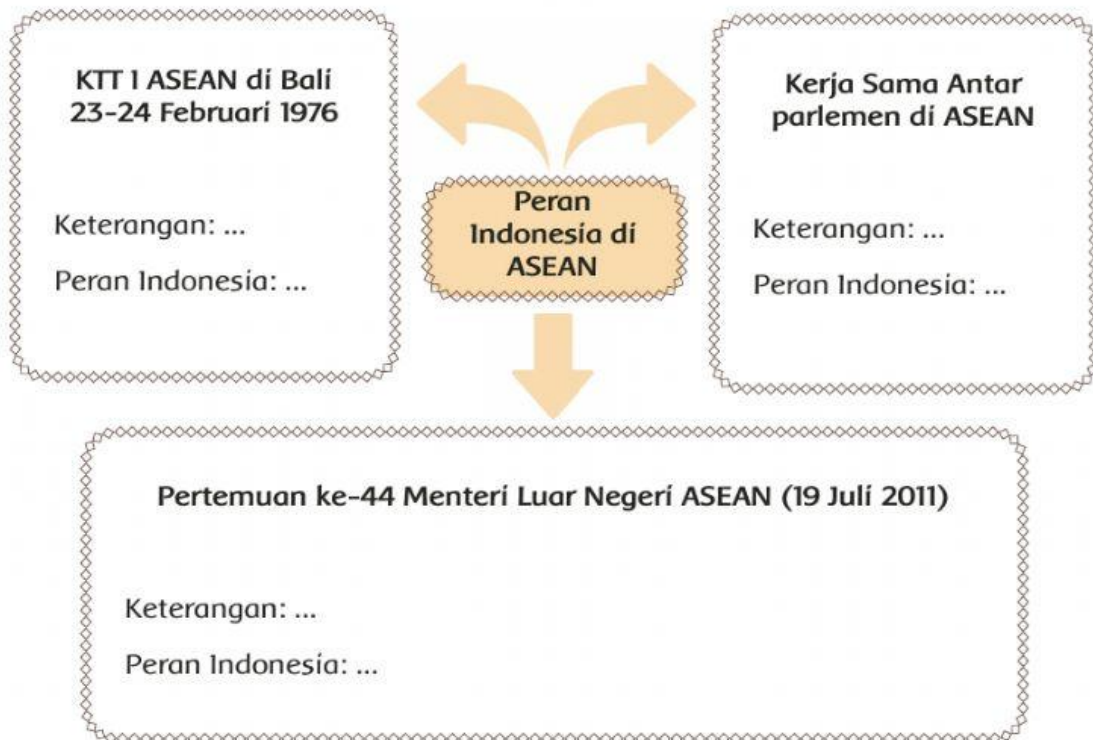 KTT 1 ASEAN di Bali
23-24 Februari 1976
Keterangan: ...
Peran Indonesia: ...
Kerja Sama Antar
parlemen di ASEAN
Keterangan: ...
Peran Indonesia: ...
Peran
Indonesia di
ASEAN
Pertemuan ke-44 Menteri Luar Negeri ASEAN (19 Juli 2011)
Keterangan: ...
Peran Indonesia: ...